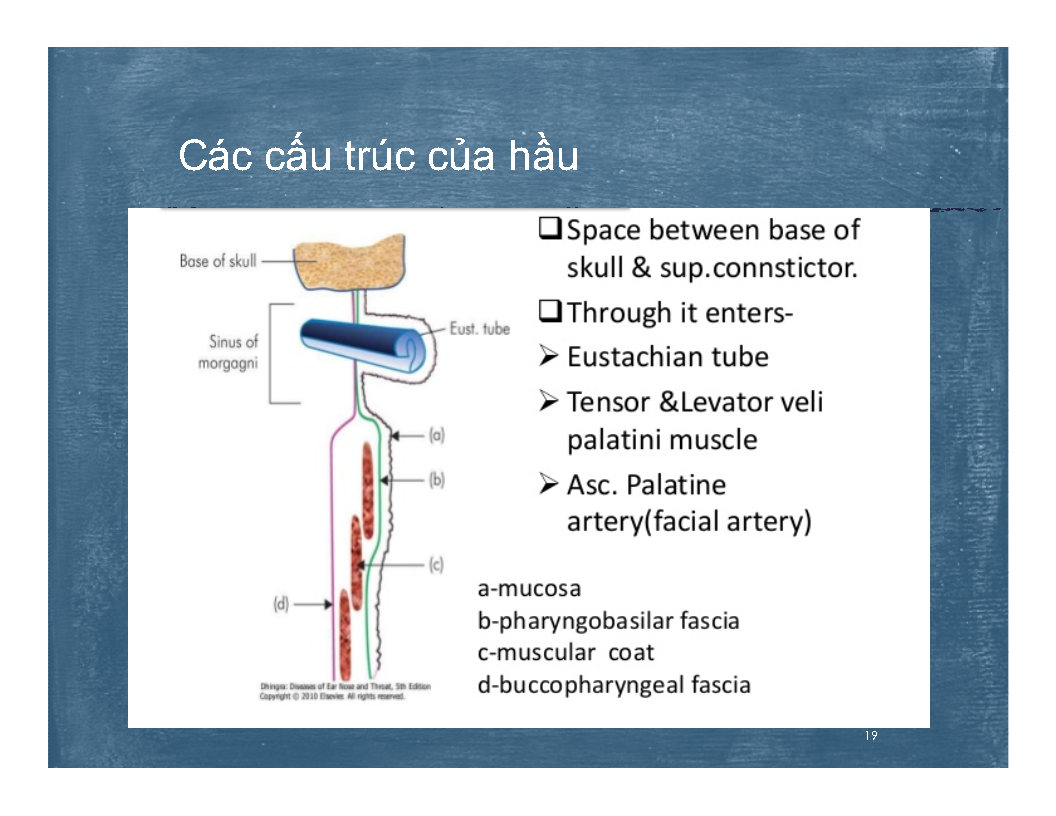 Các cấu trúc của hầu
Base of skull
Sinus of
morgagni
Eust. tube
(a)
(b)
(c)
(d)
Dhingra: Diseases of Ear Nose and Throat, 5th Edition
Copyright © 2010 Elsevier. All rights reserved.
Space between base of
skull & sup.connstictor.
Through it enters-
Eustachian tube
Tensor &Levator veli
palatini muscle
Asc. Palatine
artery(facial artery)
a-mucosa
b-pharyngobasilar fascia
c-muscular coat
d-buccopharyngeal fascia
19